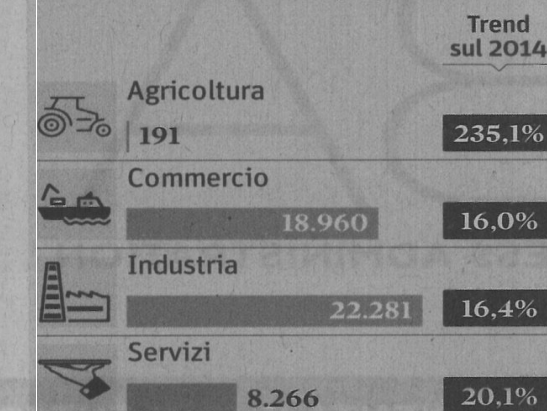 Trend
sul 2014
Agricoltura
191
235,1%
Commercio
18.960
16,0%
Industria
22.281
16,4%
Servizi
8.266
20,1%